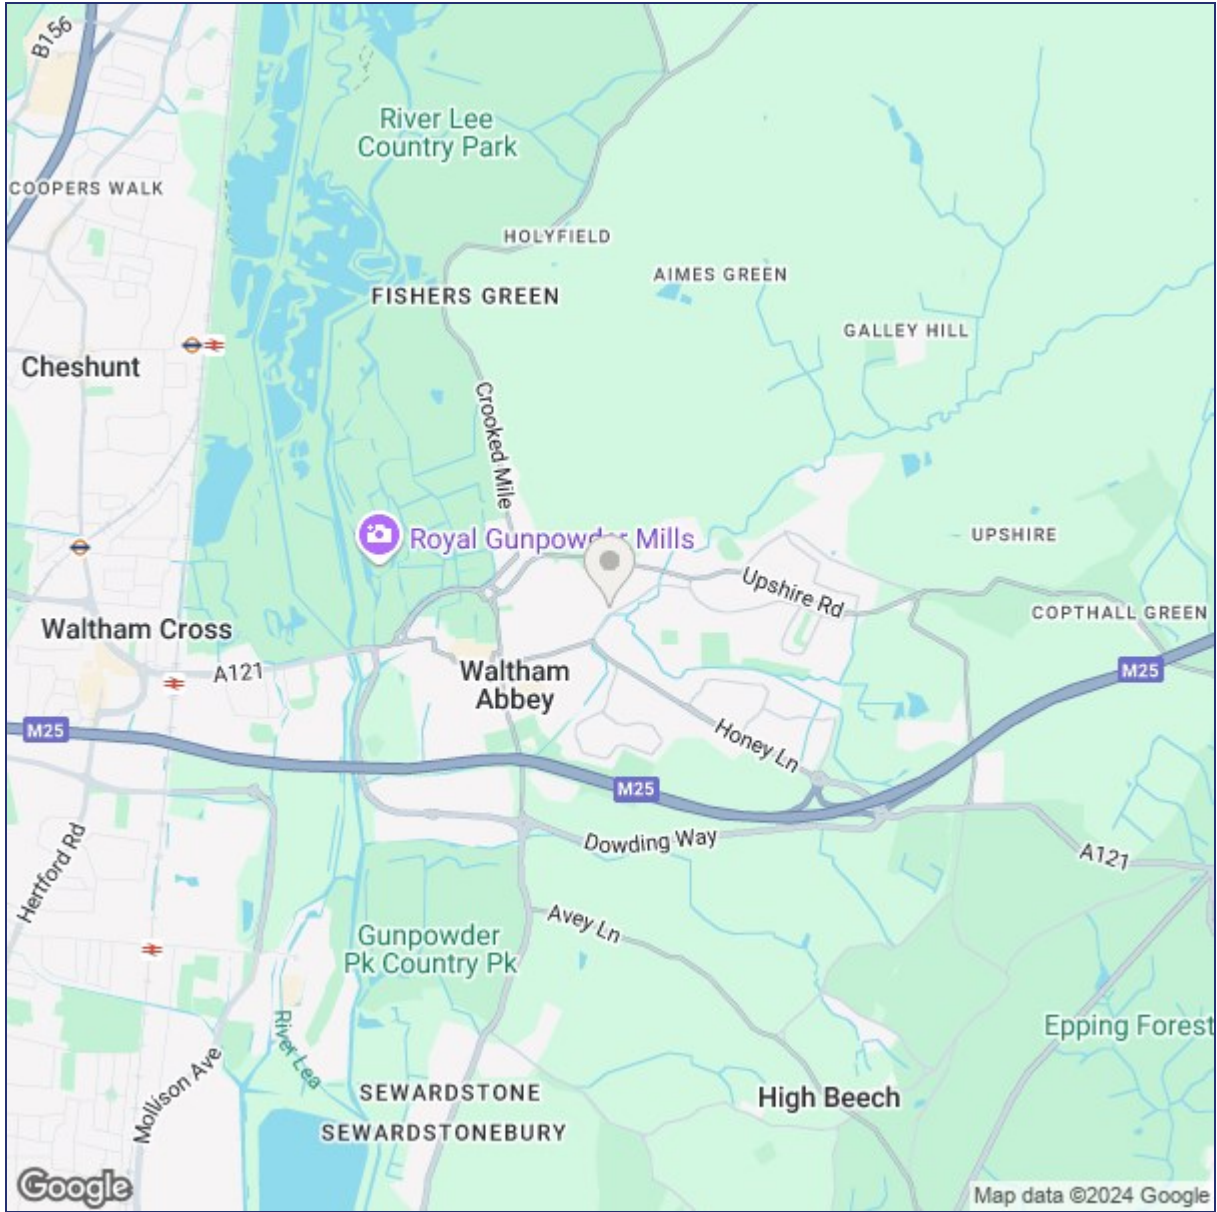 B156
River Lee
Country Park
COOPERS WALK
HOLYFIELD
AIMES GREEN
FISHERS GREEN
GALLEY HILL
Cheshunt
Crooked Mile
Royal Gunpowder Mills
UPSHIRE
Upshire Rd
COPTHALL GREEN
Waltham Cross
A121
Waltham
Abbey
M25
M25
Honey Ln
M25
Dowding Way
A121
Hertford Rd
Avey Ln
Gunpowder
Pk Country Pk
River Lea
Epping Forest
Mollison Ave
SEWARDSTONE
High Beech
SEWARDSTONEBURY
Google
Map data ©2024 Google